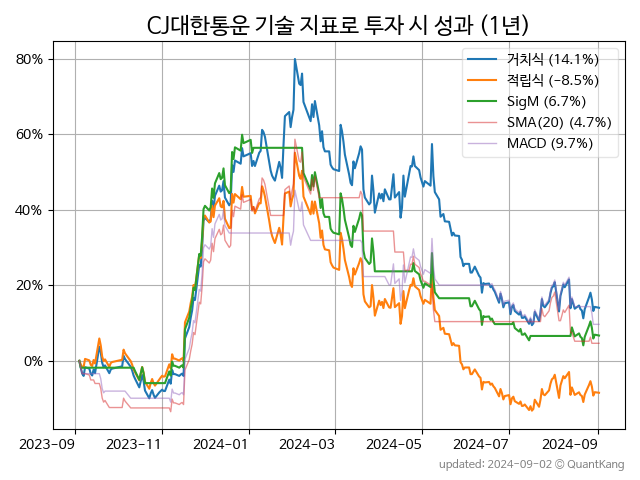 CJ대한통운 기술 지표로 투자 시 성과 (1년)
80%
60%
40%
20%
0%
거치식 (14.1%)
적립식 (-8.5%)
SigM (6.7%)
SMA(20) (4.7%)
MACD (9.7%)
2023-09
2023-11
2024-01
2024-03
2024-05
2024-07
2024-09
updated: 2024-09-02 © QuantKang